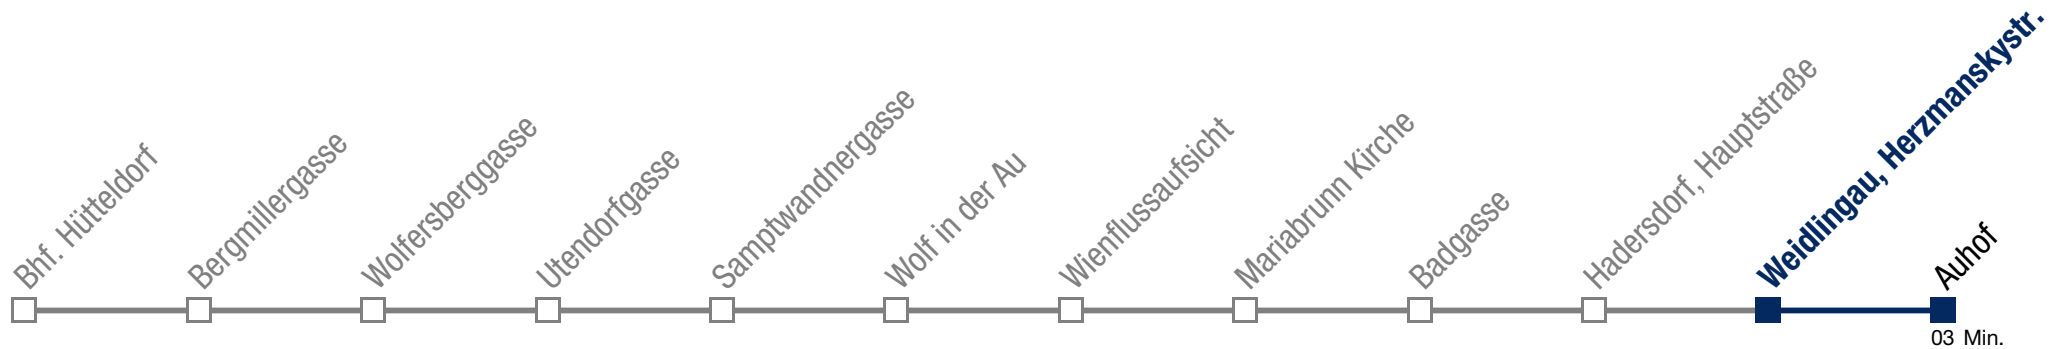 Bhf. Hütteldorf
Bergmillergasse
Wolfersberggasse
Utendorfgasse
Samptwandnergasse
Wolf in der Au
Wienflussaufsicht
Mariabrunn Kirche
Badgasse
Hadersdorf, Hauptstraße
Weidlingau, Herzmanskystr.
Auhof
03 Min.